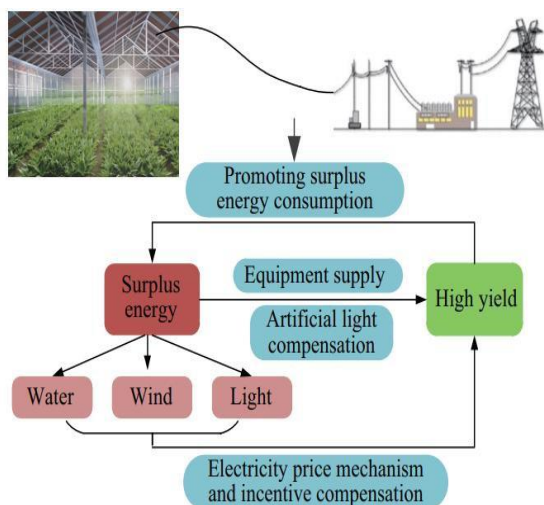 Promoting surplus
energy consumption
Surplus
energy
Equipment supply
Artificial light
compensation
High yield
Water
Wind
Light
Electricity price mechanism
and incentive compensation